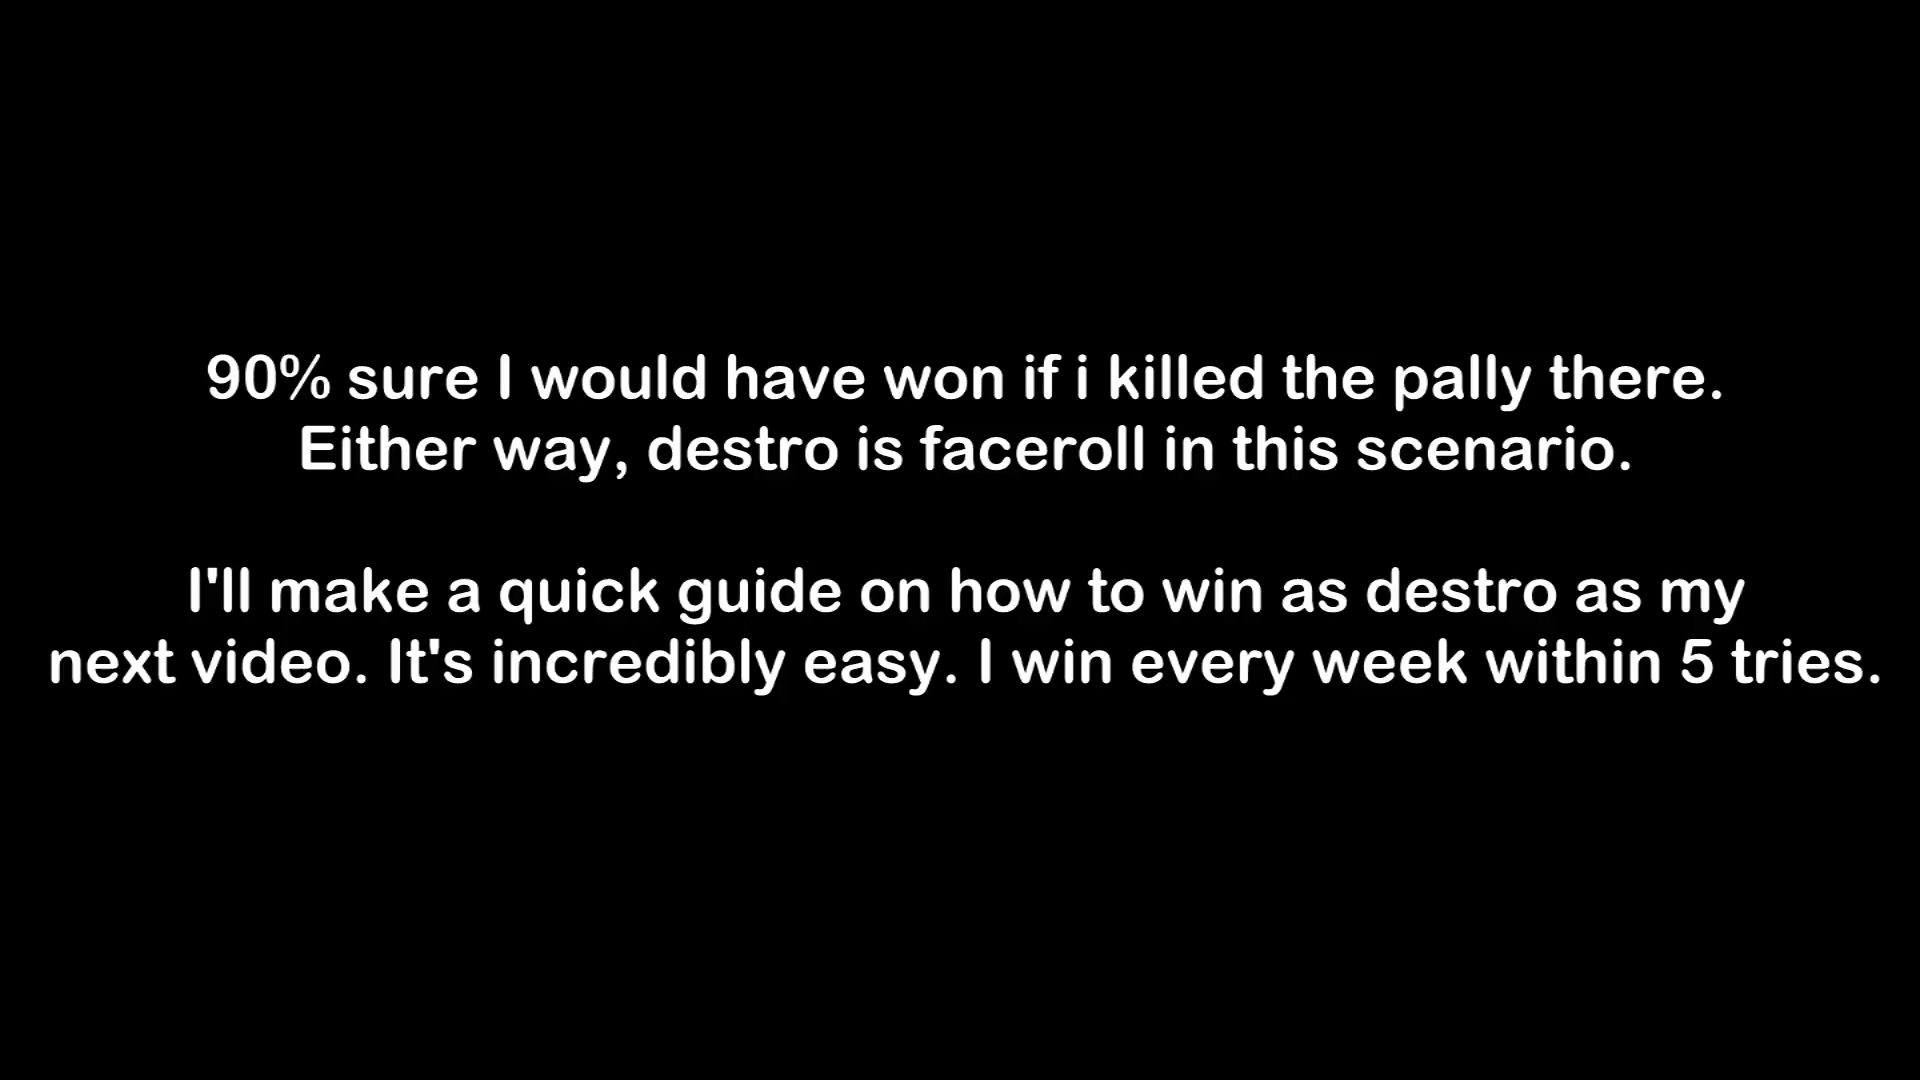 90% sure I would have won if i killed the pally there.
Either way, destro is faceroll in this scenario.
I'll make a quick guide on how to win as destro as my
next video. It's incredibly easy. I win every week within 5 tries.